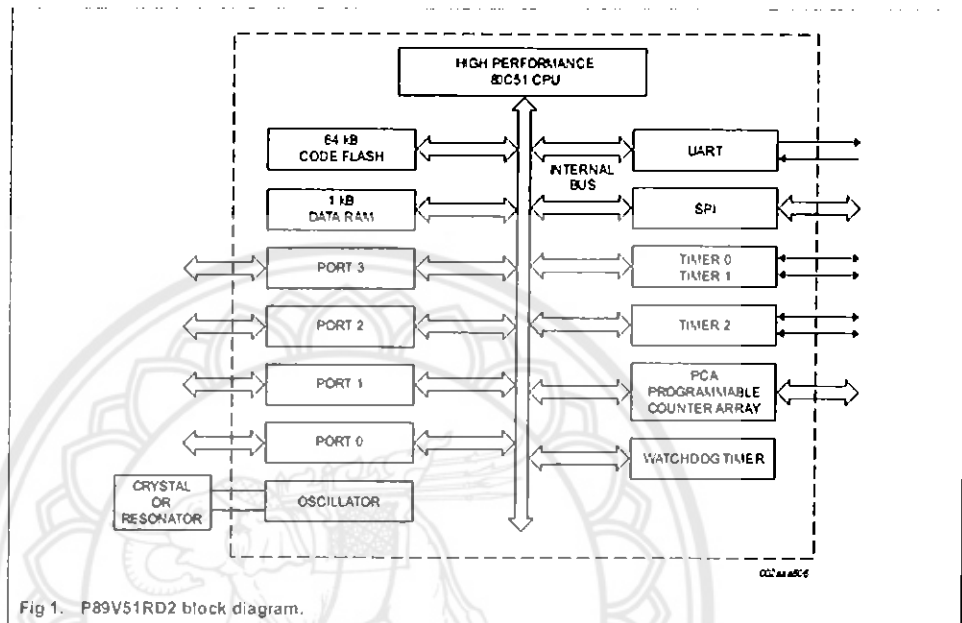 HIGH PERFORMANCE
80C51 CPU
64 kB
CODE FLASH
UART
INTERNAL
BUS
1 kB
DATA RAM
SPI
PORT 3
TIMER 0
TIMER 1
PORT 2
TIMER 2
PORT 1
PCA
PROGRAMMABLE
COUNTER ARRAY
PORT 0
WATCHDOG TIMER
CRYSTAL
OR
RESONATOR
OSCILLATOR
Fig 1. P89V51RD2 block diagram.